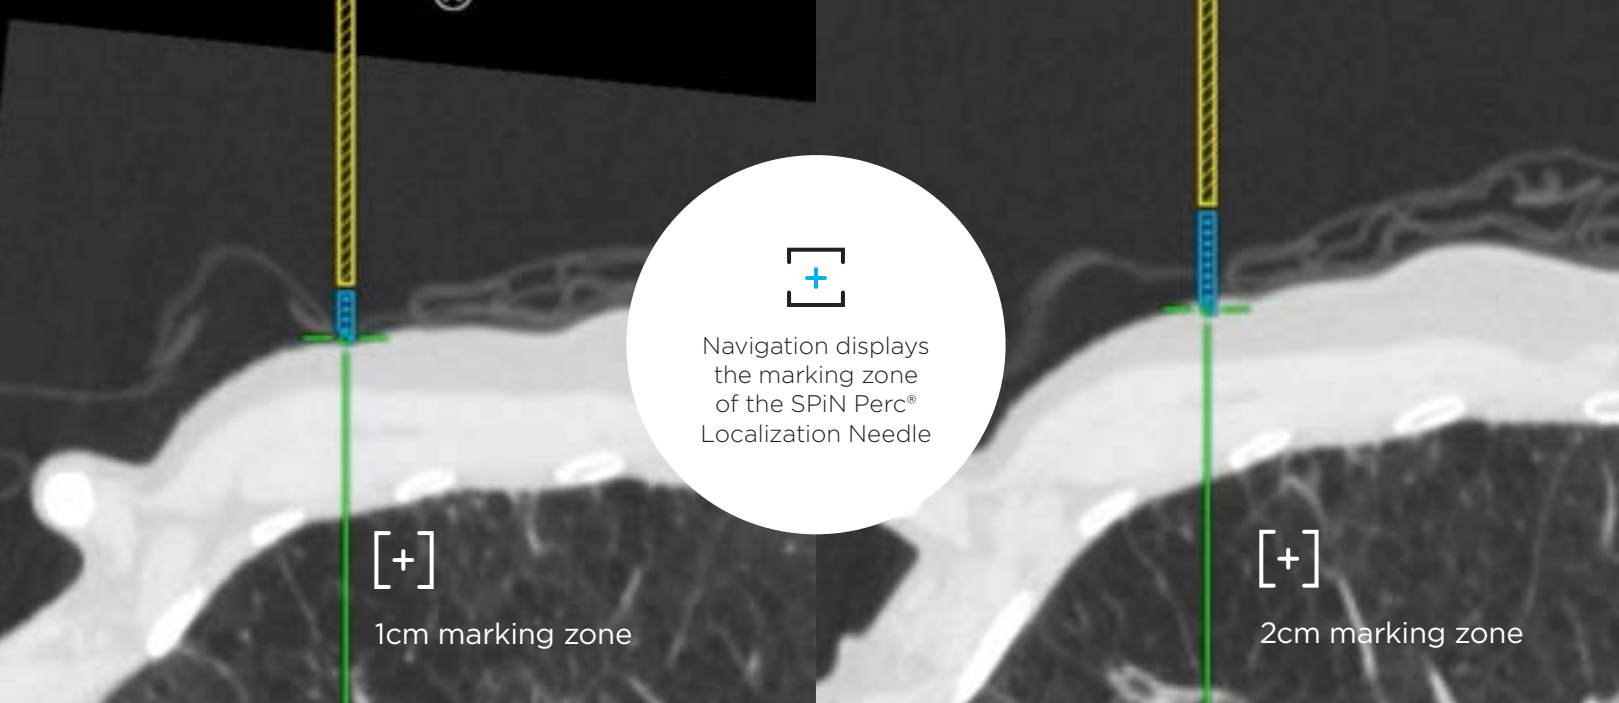 Navigation displays
the marking zone
of the SPiN Perc®
Localization Needle
1cm marking zone
2cm marking zone